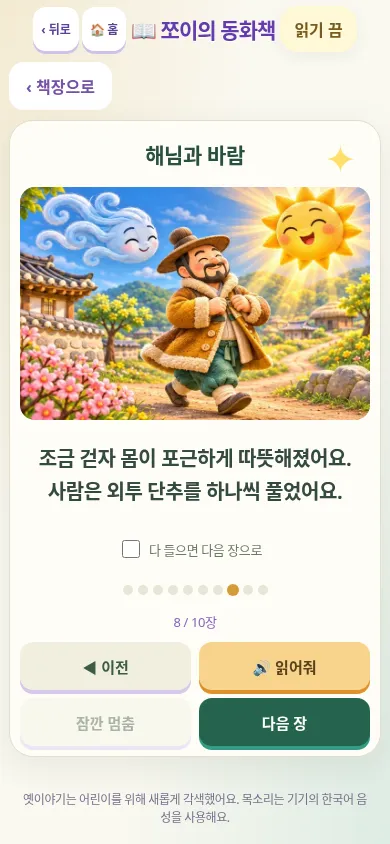 ‹ 뒤로
🏠 홈
📖 쪼이의 동화책
읽기 끔
‹ 책장으로
해님과 바람
조금 걷자 몸이 포근하게 따뜻해졌어요.
사람은 외투 단추를 하나씩 풀었어요.
다 들으면 다음 장으로
8 / 10장
◀ 이전
🔊 읽어줘
잠깐 멈춤
다음 장
옛이야기는 어린이를 위해 새롭게 각색했어요. 목소리는 기기의 한국어 음
성을 사용해요.